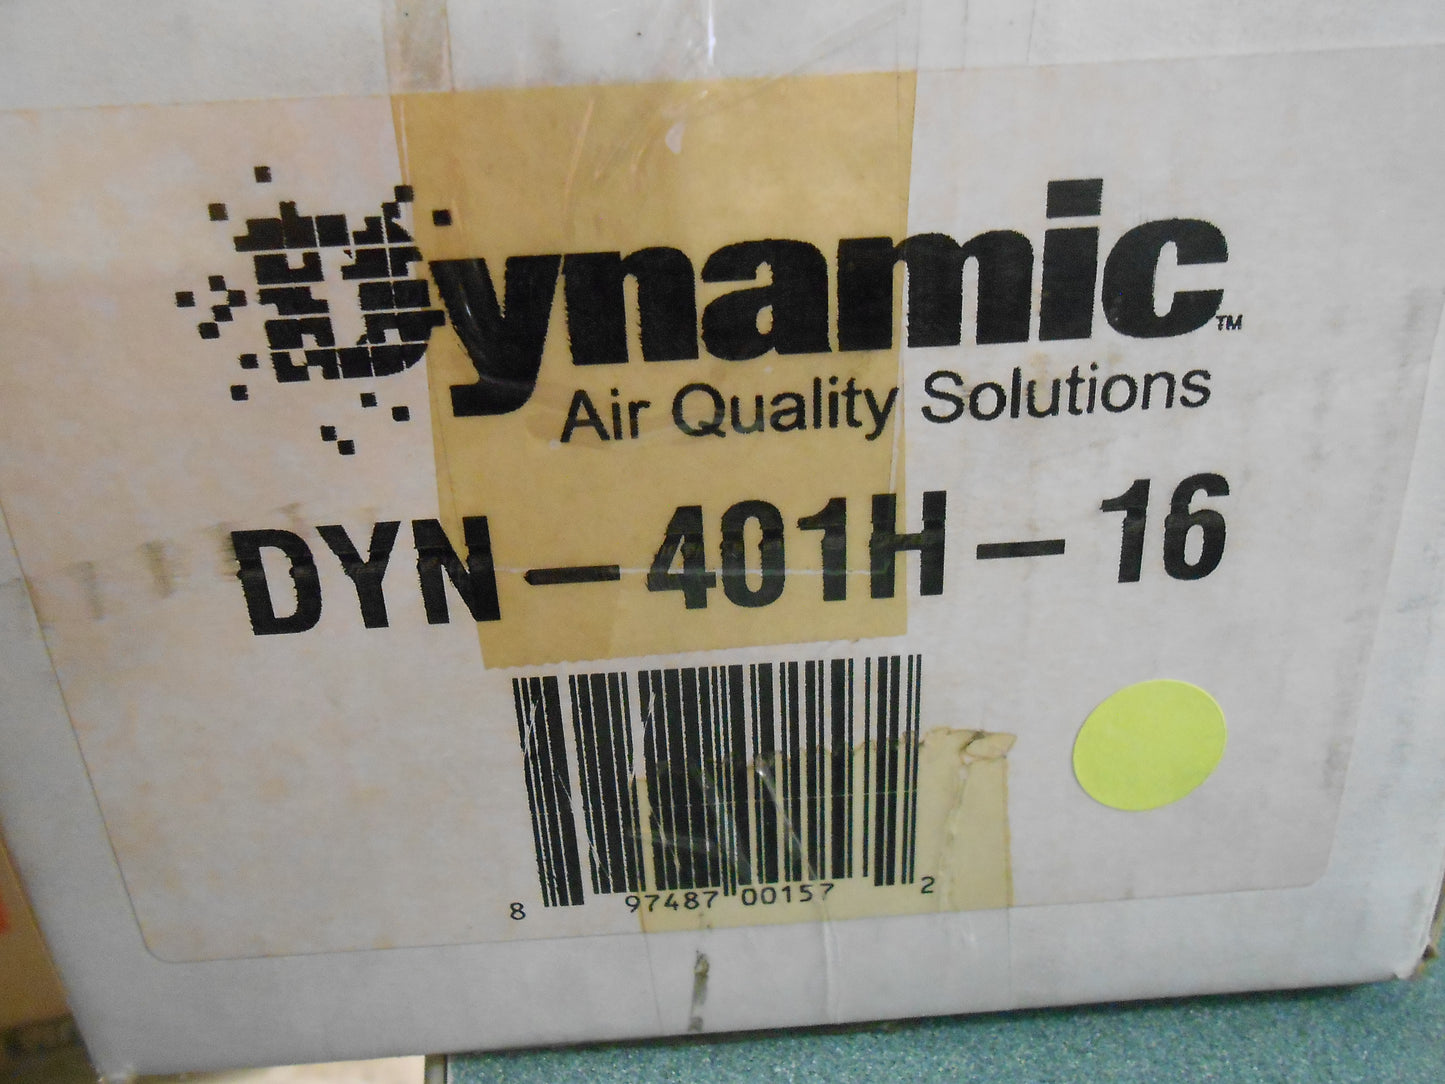 Dynamic™
Air Quality Solutions
DYN-401H-16
8 97487 00157 2